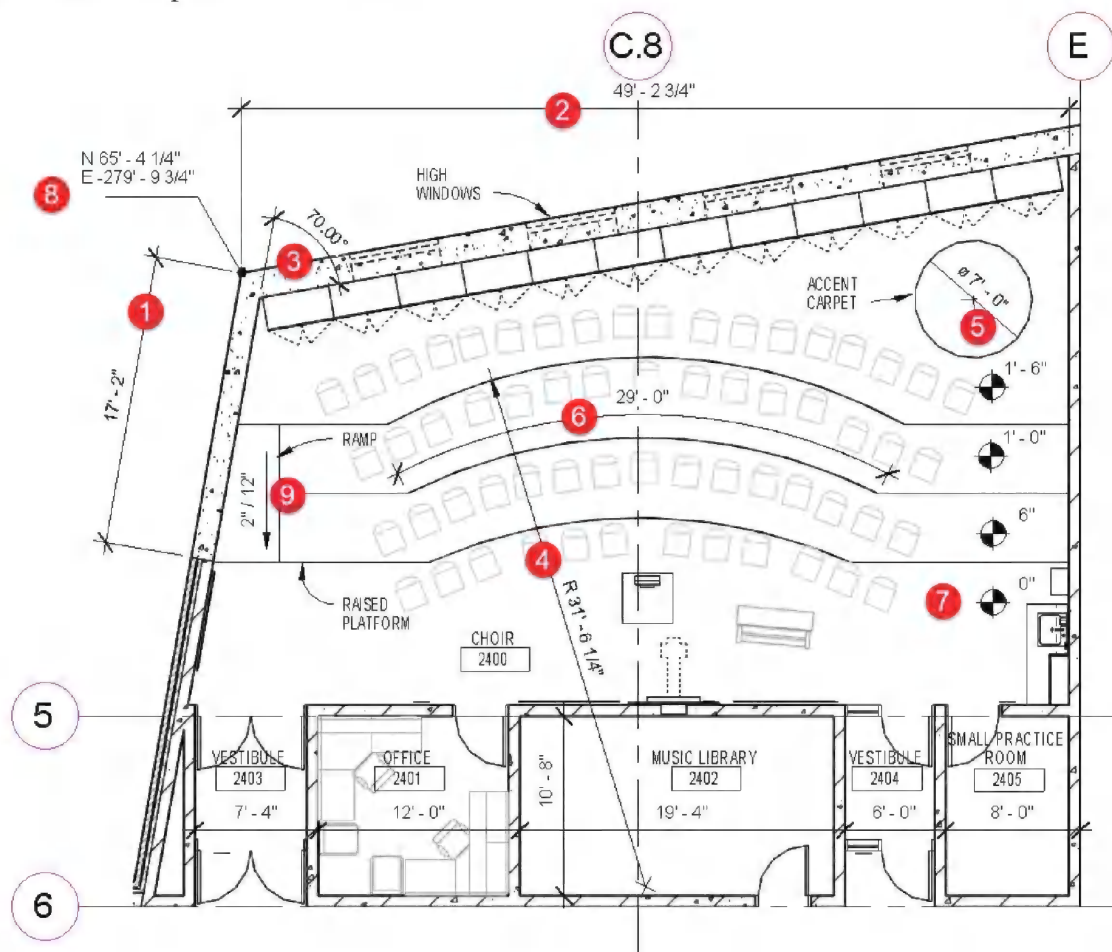 C.8
E
49' - 2 3/4"
2
N 65' - 4 1/4"
E -279' - 9 3/4"
8
HIGH
WINDOWS
70.00°
3
1
17' - 2"
ACCENT
CARPET
ø 7' - 0"
5
1' - 6"
29' - 0"
6
RAMP
1' - 0"
9
2" / 12"
6"
4
R 31' - 6 1/4"
7
0"
RAISED
PLATFORM
CHOIR
2400
5
VESTIBULE
2403
7' - 4"
OFFICE
2401
12' - 0"
10' - 8"
MUSIC LIBRARY
2402
19' - 4"
VESTIBULE
2404
6' - 0"
SMALL PRACTICE
ROOM
2405
8' - 0"
6